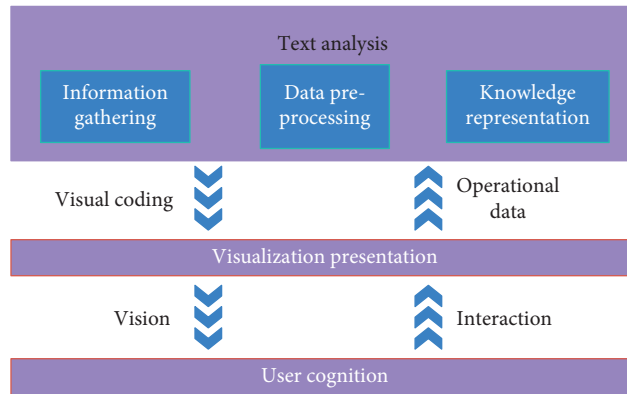 Text analysis
Information
gathering
Data pre-
processing
Knowledge
representation
Visual coding
Operational
data
Visualization presentation
Vision
Interaction
User cognition